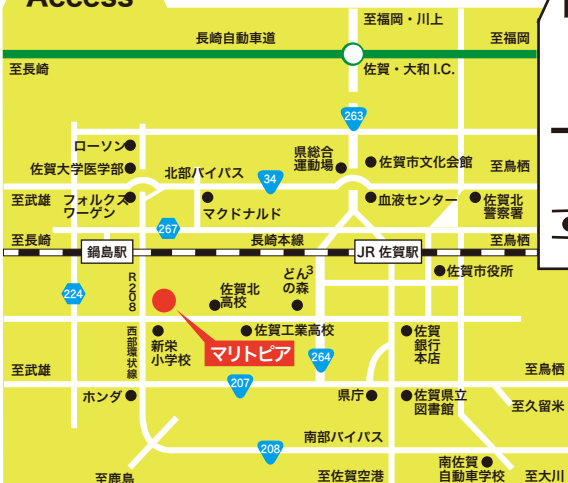 Access
至福岡・川上
長崎自動車道
至福岡
至長崎
佐賀・大和 I.C.
263
ローソン
佐賀大学医学部
北部バイパス
34
県総合
運動場
佐賀市文化会館
至鳥栖
至武雄
フォルクス
ワーゲン
マクドナルド
血液センター
佐賀北
警察署
267
至長崎
鍋島駅
長崎本線
JR 佐賀駅
至鳥栖
224
R208
西部環状線
佐賀北
高校
どん3
の森
佐賀市役所
新栄
小学校
佐賀工業高校
マリトピア
264
佐賀
銀行
本店
至武雄
207
至鳥栖
ホンダ
県庁
佐賀県立
図書館
至久留米
南部バイパス
208
至鹿島
至佐賀空港
南佐賀
自動車学校
至大川